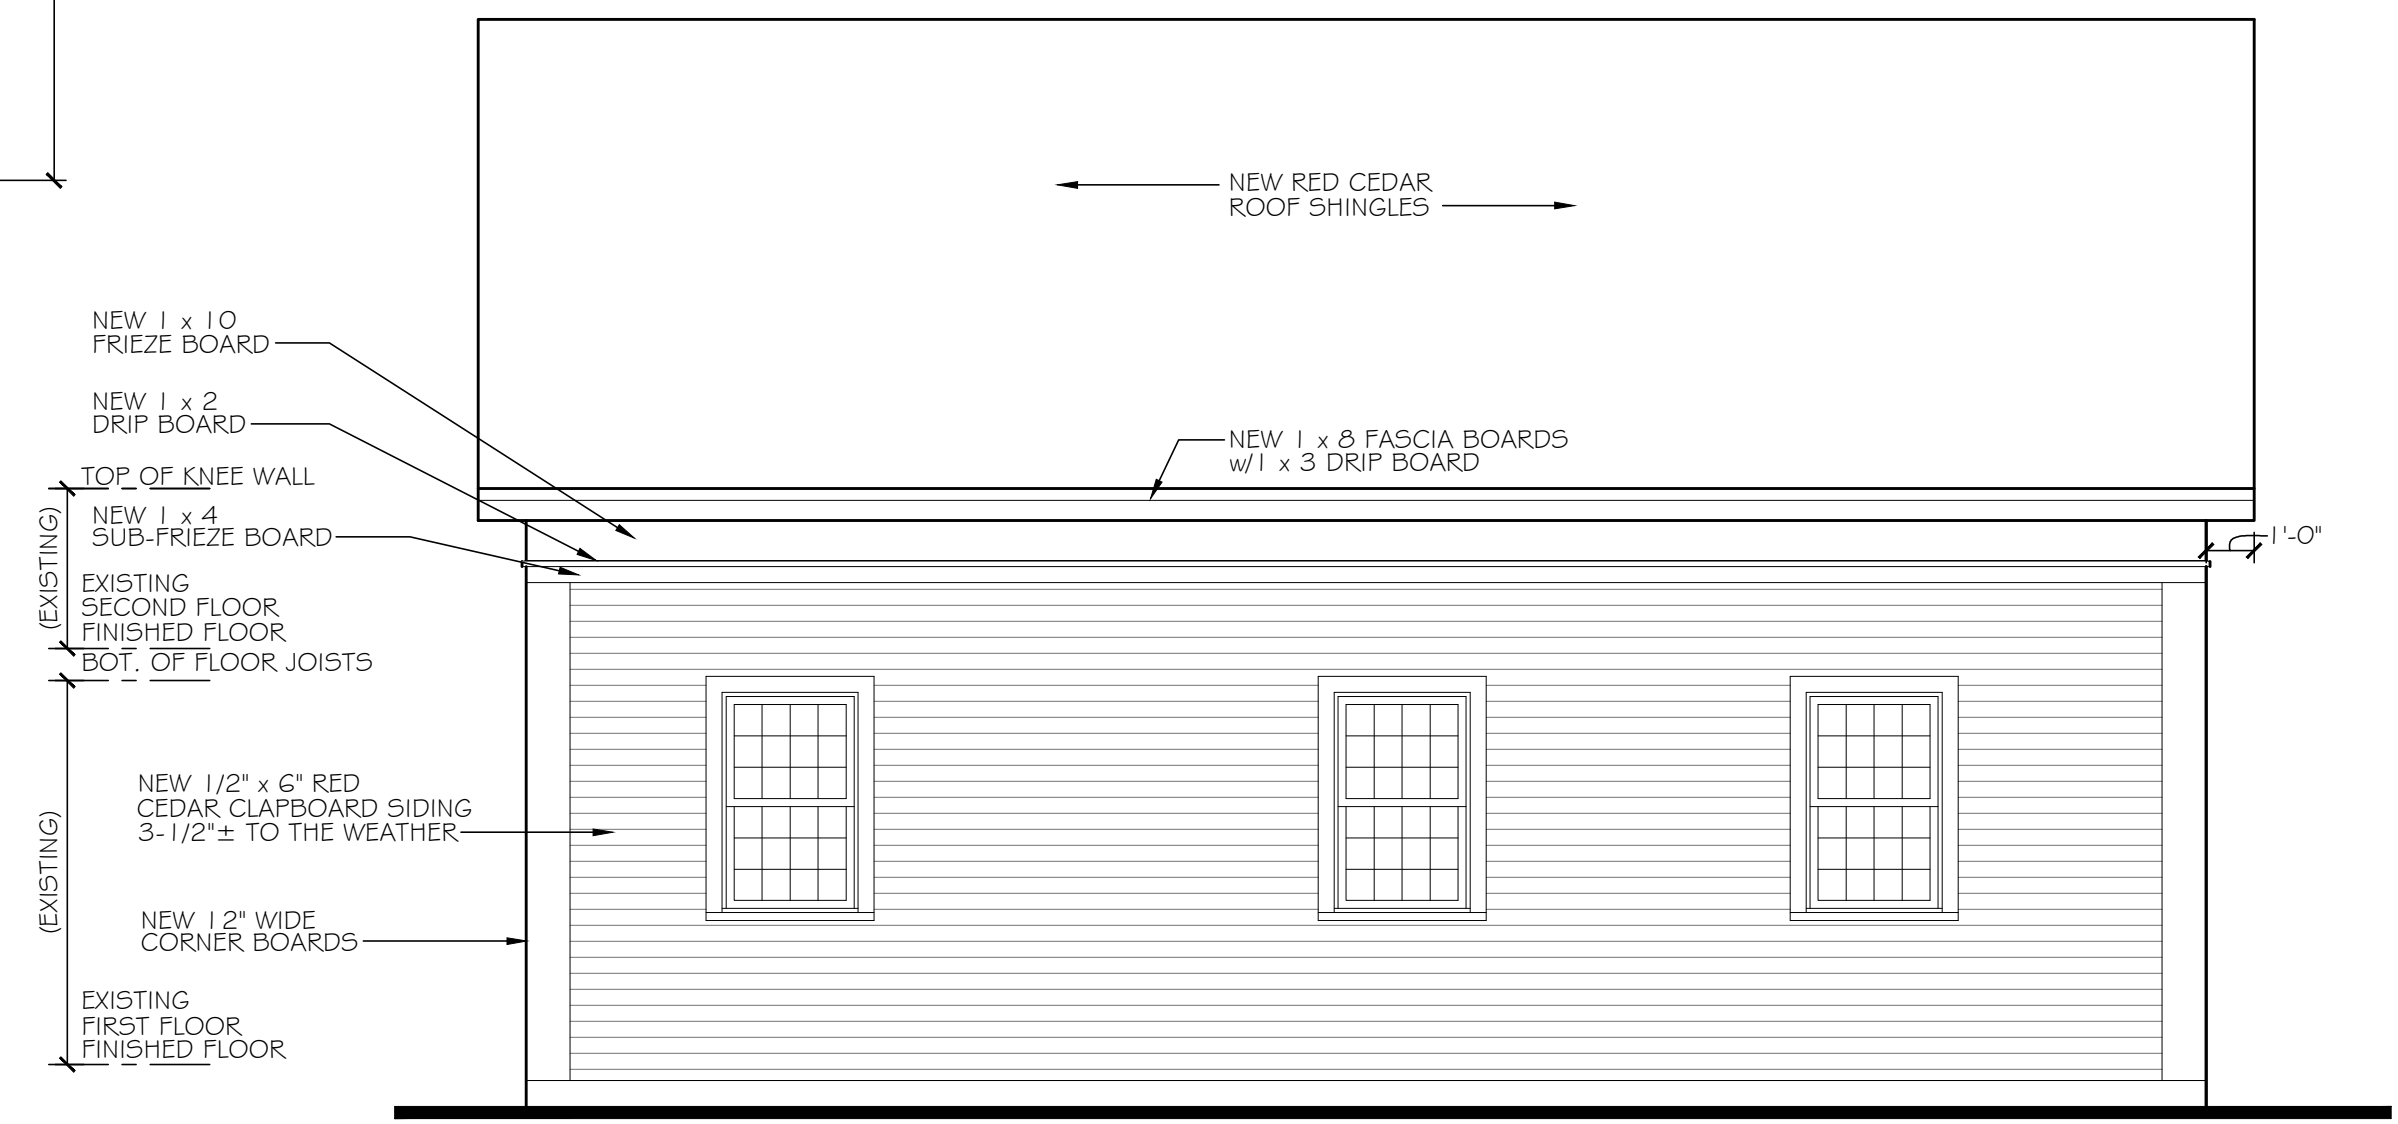 NEW RED CEDAR
ROOF SHINGLES
NEW 1 x 10
FRIEZE BOARD
NEW 1 x 2
DRIP BOARD
NEW 1 x 8 FASCIA BOARDS
w/1 x 3 DRIP BOARD
TOP OF KNEE WALL
NEW 1 x 4
SUB-FRIEZE BOARD
1'-0"
(EXISTING)
EXISTING
SECOND FLOOR
FINISHED FLOOR
BOT. OF FLOOR JOISTS
NEW 1/2" x 6" RED
CEDAR CLAPBOARD SIDING
3-1/2"± TO THE WEATHER
(EXISTING)
NEW 12" WIDE
CORNER BOARDS
EXISTING
FIRST FLOOR
FINISHED FLOOR